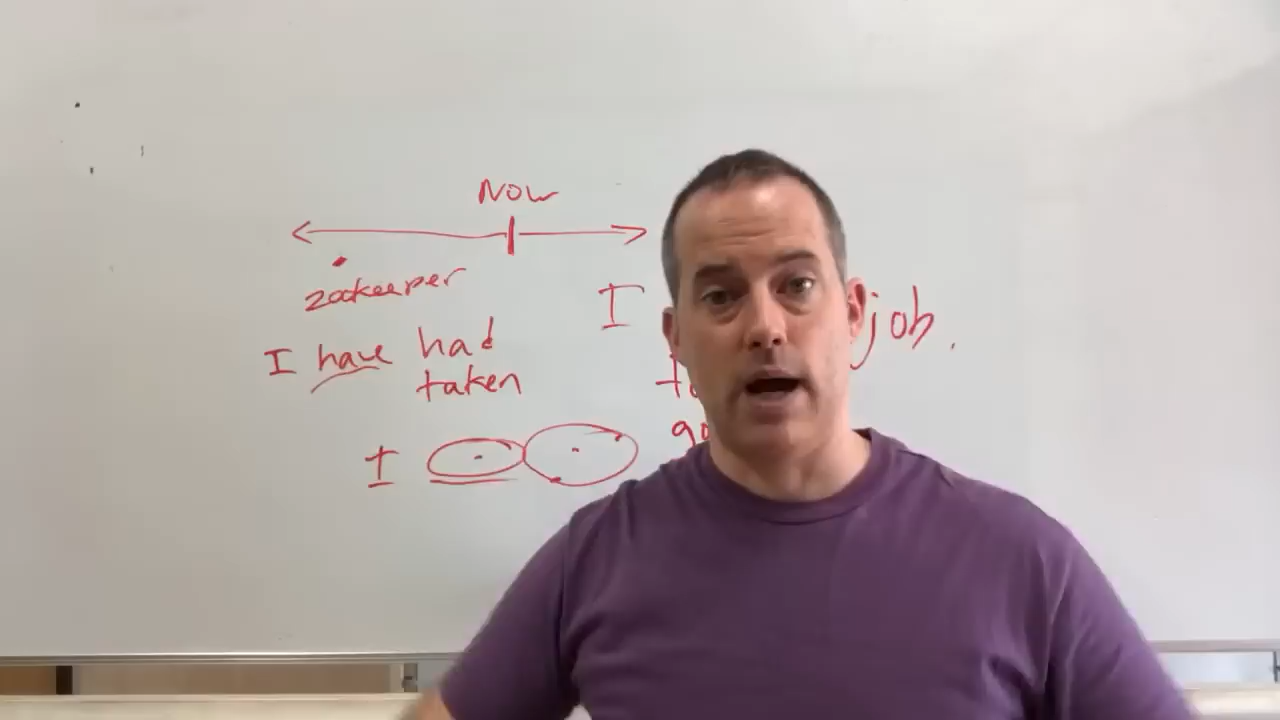 Now
zookeeper
I have had
taken
I job.
I